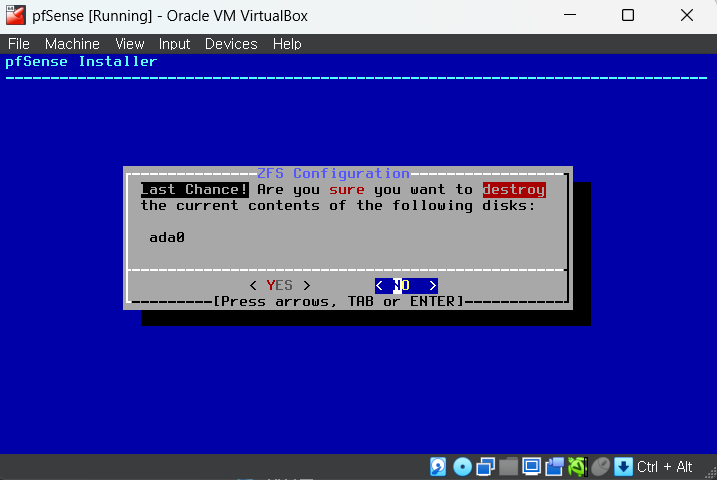 pfSense [Running] - Oracle VM VirtualBox
File Machine View Input Devices Help
pfSense Installer
ZFS Configuration
Last Chance! Are you sure you want to destroy
the current contents of the following disks:
ada0
< YES > < NO >
[Press arrows, TAB or ENTER]
Ctrl + Alt